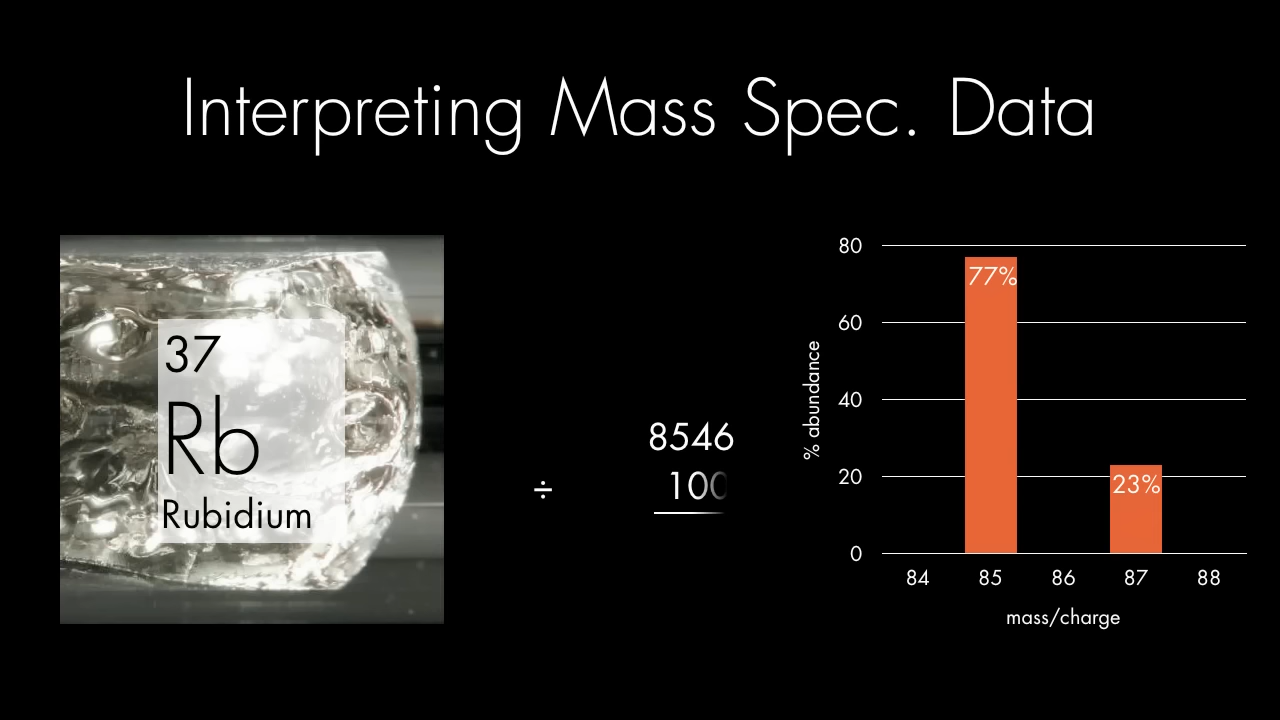 Interpreting Mass Spec. Data
37
Rb
Rubidium
÷
8546
100
% abundance
80
60
40
20
0
77%
23%
84 85 86 87 88
mass/charge